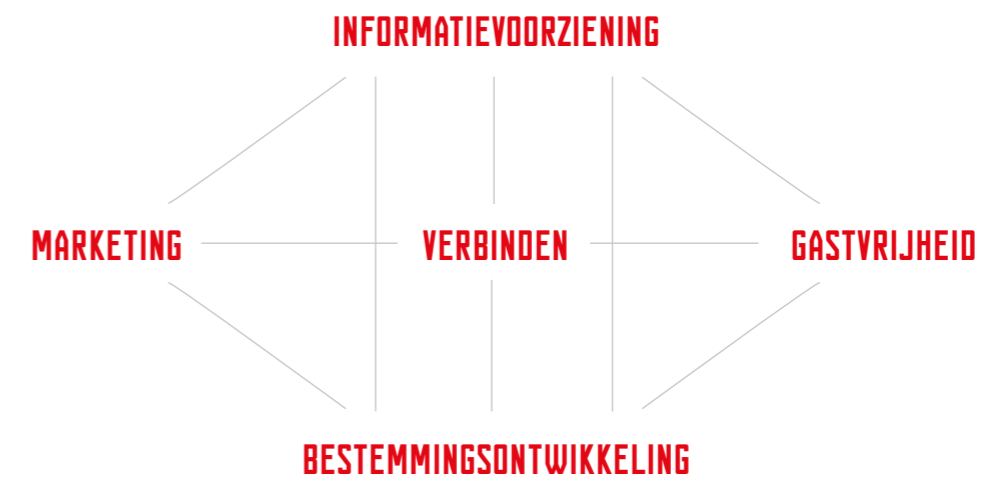 INFORMATIEVOORZIENING
MARKETING
VERBINDEN
GASTVRIJHEID
BESTEMMINGSONTWIKKELING